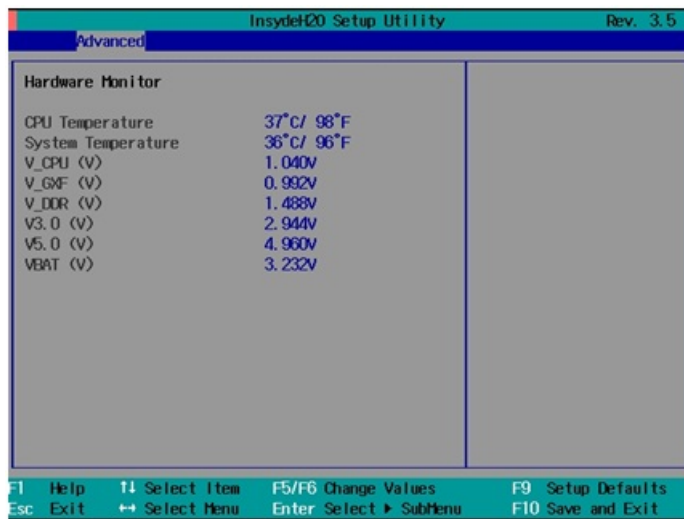 InsydeH20 Setup Utility Rev. 3.5
Advanced
Hardware Monitor
CPU Temperature 37°C/ 98°F
System Temperature 36°C/ 96°F
V_CPU (V) 1.040V
V_GXF (V) 0.992V
V_DDR (V) 1.488V
V3.0 (V) 2.944V
V5.0 (V) 4.960V
VBAT (V) 3.232V
F1 Help ↑↓ Select Item F5/F6 Change Values F9 Setup Defaults
Esc Exit ↔ Select Menu Enter Select ▶ SubMenu F10 Save and Exit